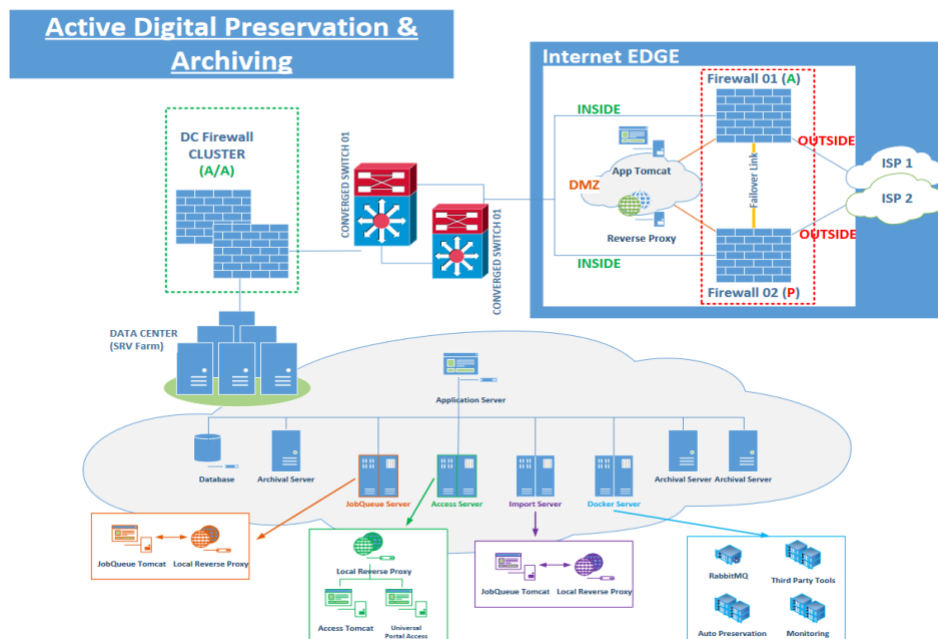 Active Digital Preservation &
Archiving
Internet EDGE
Firewall 01 (A)
INSIDE
OUTSIDE
App Tomcat
DMZ
Failover Link
ISP 1
ISP 2
Reverse Proxy
OUTSIDE
INSIDE
Firewall 02 (P)
DC Firewall
CLUSTER
(A/A)
CONVERGED SWITCH 01
CONVERGED SWITCH 01
DATA CENTER
(SRV Farm)
Application Server
Database
Archival Server
JobQueue Server
Access Server
Import Server
Docker Server
Archival Server
Archival Server
JobQueue Tomcat
Local Reverse Proxy
Local Reverse Proxy
Access Tomcat
Universal
Portal Access
JobQueue Tomcat
Local Reverse Proxy
RabbitMQ
Third Party Tools
Auto Preservation
Monitoring